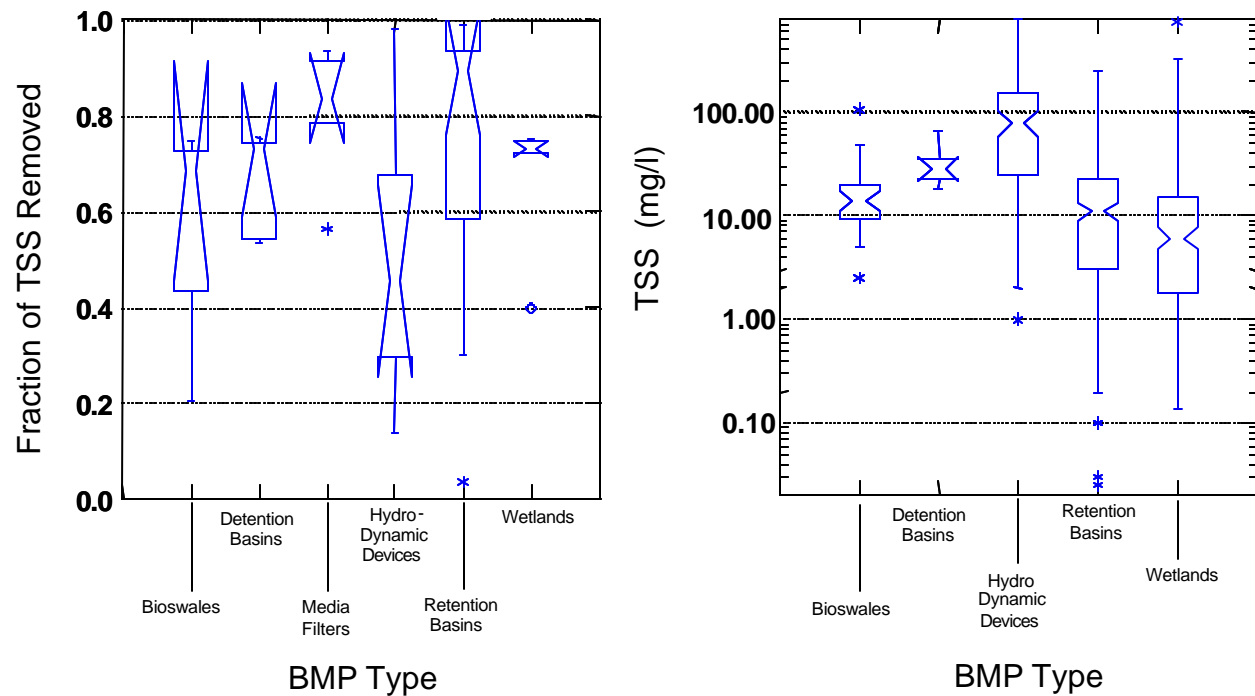 Fraction of TSS Removed
1.0
0.8
0.6
0.4
0.2
0.0
Detention
Basins
Hydro-
Dynamic
Devices
Wetlands
Bioswales
Media
Filters
Retention
Basins
BMP Type
TSS (mg/l)
100.00
10.00
1.00
0.10
Detention
Basins
Retention
Basins
Hydro
Dynamic
Devices
Wetlands
Bioswales
BMP Type